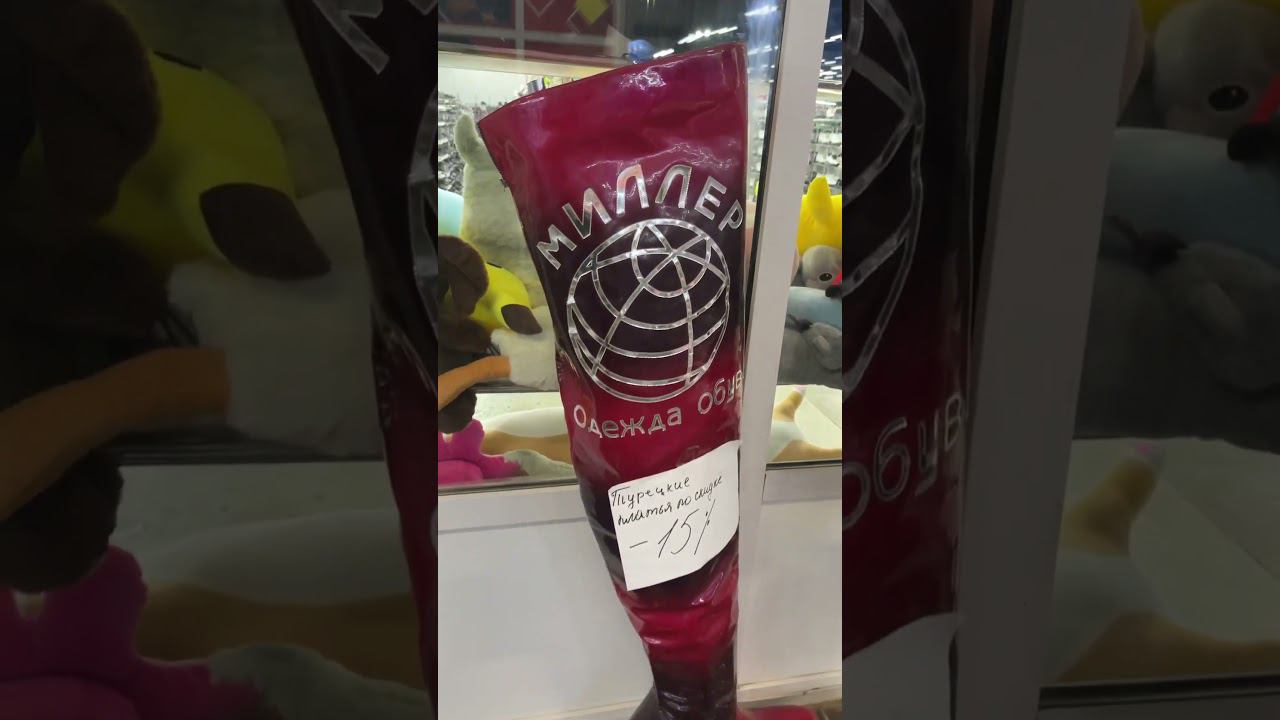 МИЛЛЕР
Одежда обув
Турецкие
платья по скидке
-15%